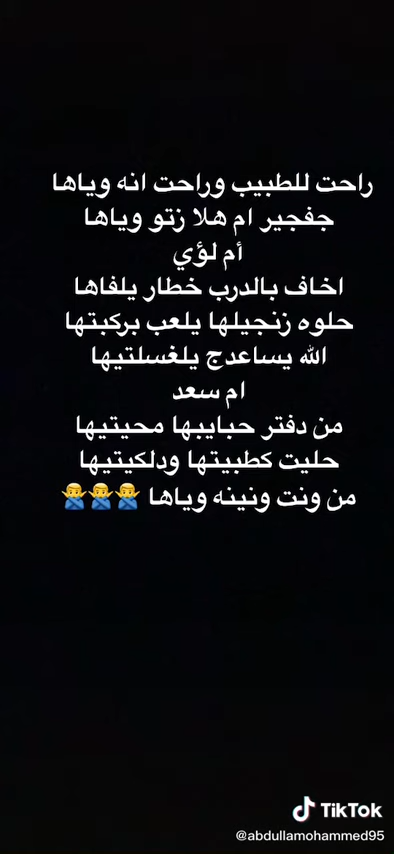 راحت للطبيب وراحت انه وياها
جفجير ام هلا زتو وياها
أم لؤي
اخاف بالدرب خطار يلفاها
حلوه زنجيلها يلعب بركبتها
الله يساعدج يلغسلتيها
ام سعد
من دفتر حبايبها محيتيها
حليت كطبيتها ودلكيتيها
من ونت ونينه وياها 🙅‍♂️🙅‍♂️🙅‍♂️
TikTok
@abdullamohammed95